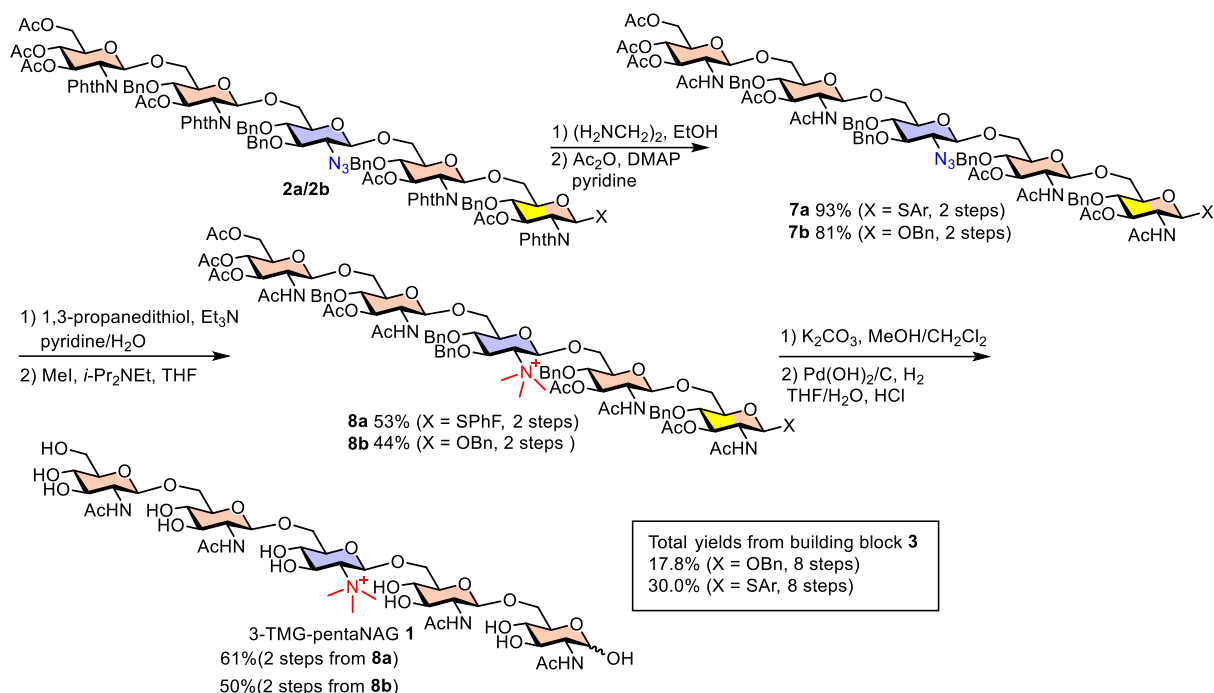 AcO
O
AcO
AcO
O
PhthN
BnO
O
AcO
O
PhthN
BnO
O
BnO
O
N3
BnO
O
AcO
O
PhthN
BnO
O
AcO
X
PhthN
2a/2b
1) (H2NCH2)2, EtOH
2) Ac2O, DMAP
pyridine
AcO
O
AcO
AcO
O
AcHN
BnO
O
AcO
O
AcHN
BnO
O
BnO
O
N3
BnO
O
AcO
O
AcHN
BnO
O
AcO
X
AcHN
7a 93% (X = SAr, 2 steps)
7b 81% (X = OBn, 2 steps)
1) 1,3-propanedithiol, Et3N
pyridine/H2O
2) MeI, i-Pr2NEt, THF
AcO
O
AcO
AcO
O
AcHN
BnO
O
AcO
O
AcHN
BnO
O
BnO
O
N+
BnO
O
AcO
O
AcHN
BnO
O
AcO
X
AcHN
8a 53% (X = SPhF, 2 steps)
8b 44% (X = OBn, 2 steps )
1) K2CO3, MeOH/CH2Cl2
2) Pd(OH)2/C, H2
THF/H2O, HCl
HO
O
HO
HO
O
AcHN
HO
O
HO
O
AcHN
HO
O
HO
O
N+
HO
O
HO
O
AcHN
HO
O
HO
OH
AcHN
3-TMG-pentaNAG 1
61%(2 steps from 8a)
50%(2 steps from 8b)
Total yields from building block 3
17.8% (X = OBn, 8 steps)
30.0% (X = SAr, 8 steps)